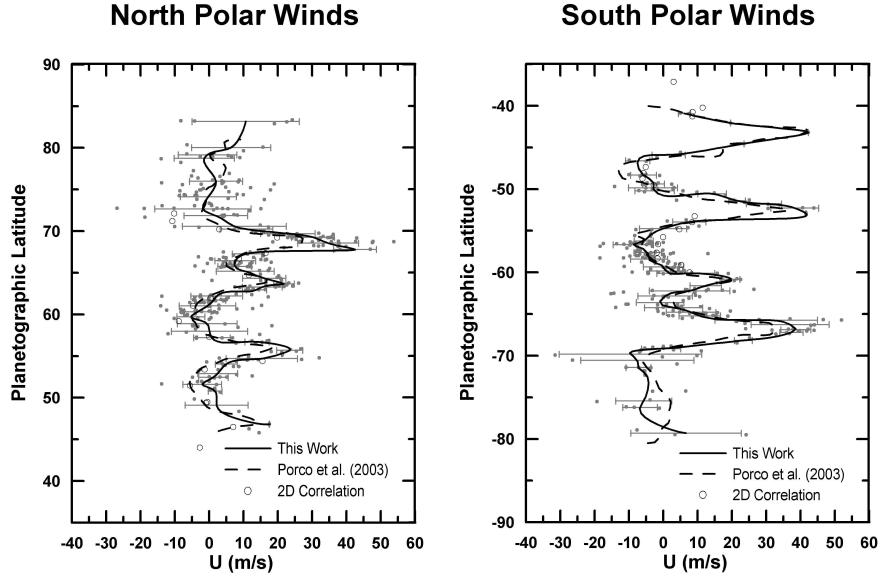 North Polar Winds
South Polar Winds
Planetographic Latitude
90
80
70
60
50
40
This Work
Porco et al. (2003)
2D Correlation
-40 -30 -20 -10 0 10 20 30 40 50 60
U (m/s)
Planetographic Latitude
-40
-50
-60
-70
-80
-90
This Work
Porco et al. (2003)
2D Correlation
-40 -30 -20 -10 0 10 20 30 40 50 60
U (m/s)